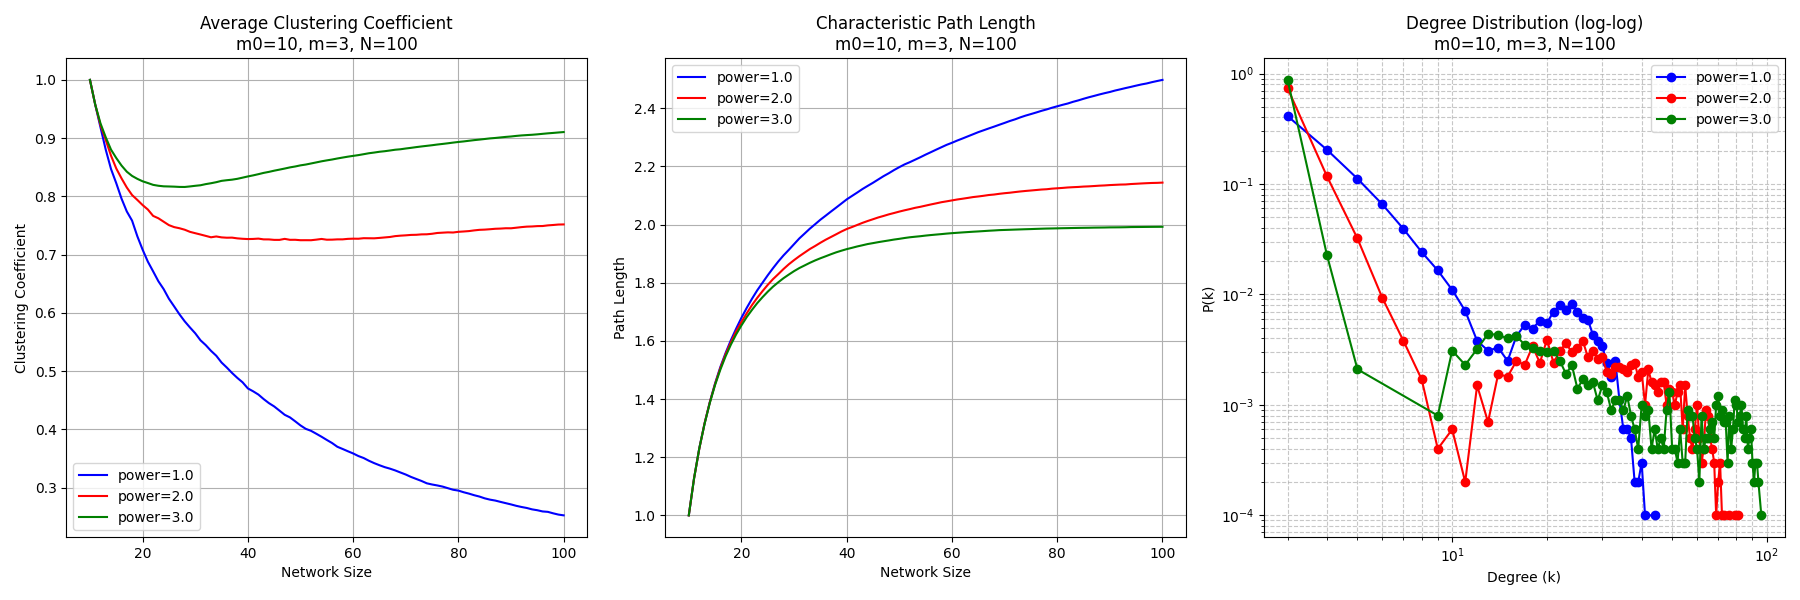 Average Clustering Coefficient
m0=10, m=3, N=100
Clustering Coefficient
1.0
0.9
0.8
0.7
0.6
0.5
0.4
0.3
power=1.0
power=2.0
power=3.0
20
40
60
80
100
Network Size
Characteristic Path Length
m0=10, m=3, N=100
Path Length
2.4
2.2
2.0
1.8
1.6
1.4
1.2
1.0
power=1.0
power=2.0
power=3.0
20
40
60
80
100
Network Size
Degree Distribution (log-log)
m0=10, m=3, N=100
P(k)
10⁰
10⁻¹
10⁻²
10⁻³
10⁻⁴
power=1.0
power=2.0
power=3.0
10¹
10²
Degree (k)